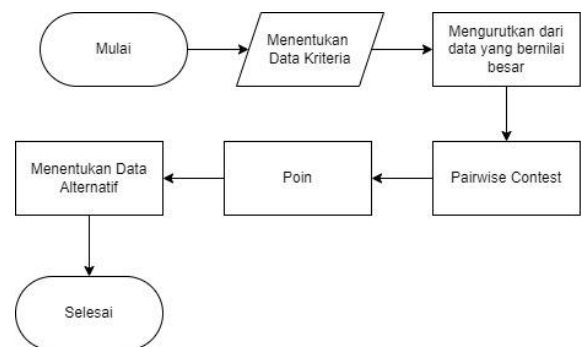 Mulai
Menentukan
Data Kriteria
Mengurutkan dari
data yang bernilai
besar
Pairwise Contest
Poin
Menentukan Data
Alternatif
Selesai